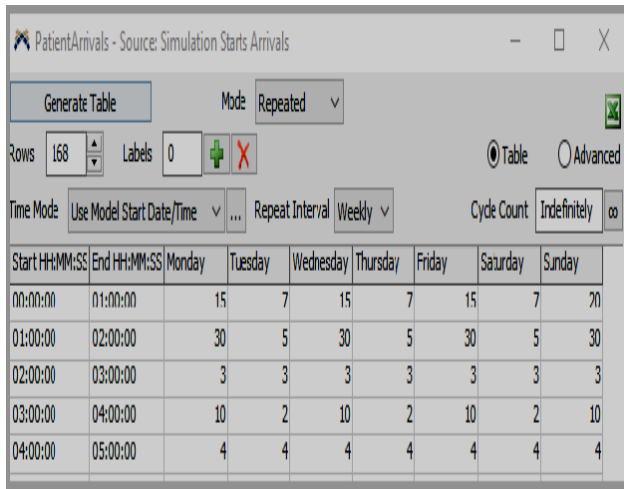 PatientArrivals - Source: Simulation Starts Arrivals
Generate Table Mode Repeated
Rows 168 Labels 0 Table Advanced
Time Mode Use Model Start Date/Time ... Repeat Interval Weekly Cycle Count Indefinitely ∞
Start HH:MM:SS End HH:MM:SS Monday Tuesday Wednesday Thursday Friday Saturday Sunday
00:00:00 01:00:00 15 7 15 7 15 7 20
01:00:00 02:00:00 30 5 30 5 30 5 30
02:00:00 03:00:00 3 3 3 3 3 3 3
03:00:00 04:00:00 10 2 10 2 10 2 10
04:00:00 05:00:00 4 4 4 4 4 4 4